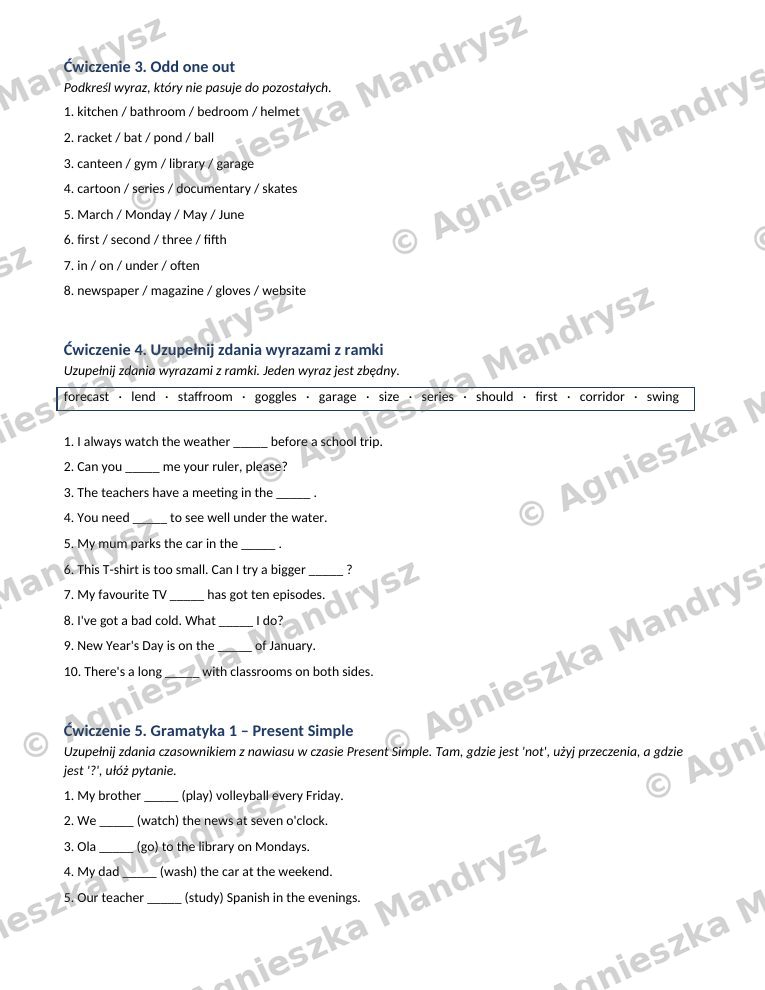 Ćwiczenie 3. Odd one out
Podkreśl wyraz, który nie pasuje do pozostałych.
1. kitchen / bathroom / bedroom / helmet
2. racket / bat / pond / ball
3. canteen / gym / library / garage
4. cartoon / series / documentary / skates
5. March / Monday / May / June
6. first / second / three / fifth
7. in / on / under / often
8. newspaper / magazine / gloves / website
Ćwiczenie 4. Uzupełnij zdania wyrazami z ramki
Uzupełnij zdania wyrazami z ramki. Jeden wyraz jest zbędny.
forecast · lend · staffroom · goggles · garage · size · series · should · first · corridor · swing
1. I always watch the weather _____ before a school trip.
2. Can you _____ me your ruler, please?
3. The teachers have a meeting in the _____ .
4. You need _____ to see well under the water.
5. My mum parks the car in the _____ .
6. This T-shirt is too small. Can I try a bigger _____ ?
7. My favourite TV _____ has got ten episodes.
8. I've got a bad cold. What _____ I do?
9. New Year's Day is on the _____ of January.
10. There's a long _____ with classrooms on both sides.
Ćwiczenie 5. Gramatyka 1 – Present Simple
Uzupełnij zdania czasownikiem z nawiasu w czasie Present Simple. Tam, gdzie jest 'not', użyj przeczenia, a gdzie
jest '?', ułóż pytanie.
1. My brother _____ (play) volleyball every Friday.
2. We _____ (watch) the news at seven o'clock.
3. Ola _____ (go) to the library on Mondays.
4. My dad _____ (wash) the car at the weekend.
5. Our teacher _____ (study) Spanish in the evenings.
© Agnieszka Mandrysz